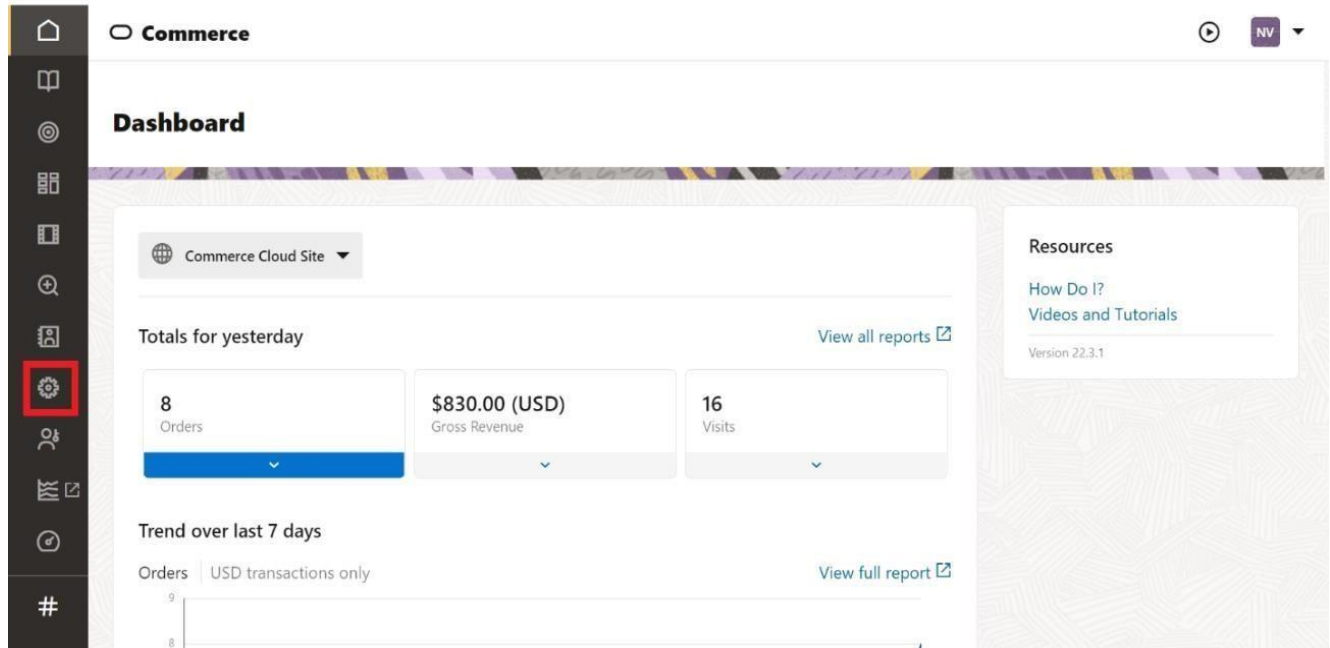 Commerce
NV
Dashboard
Commerce Cloud Site
Resources
How Do I?
Videos and Tutorials
Version 22.3.1
Totals for yesterday
View all reports
8
Orders
$830.00 (USD)
Gross Revenue
16
Visits
Trend over last 7 days
Orders USD transactions only
View full report
9
8
#